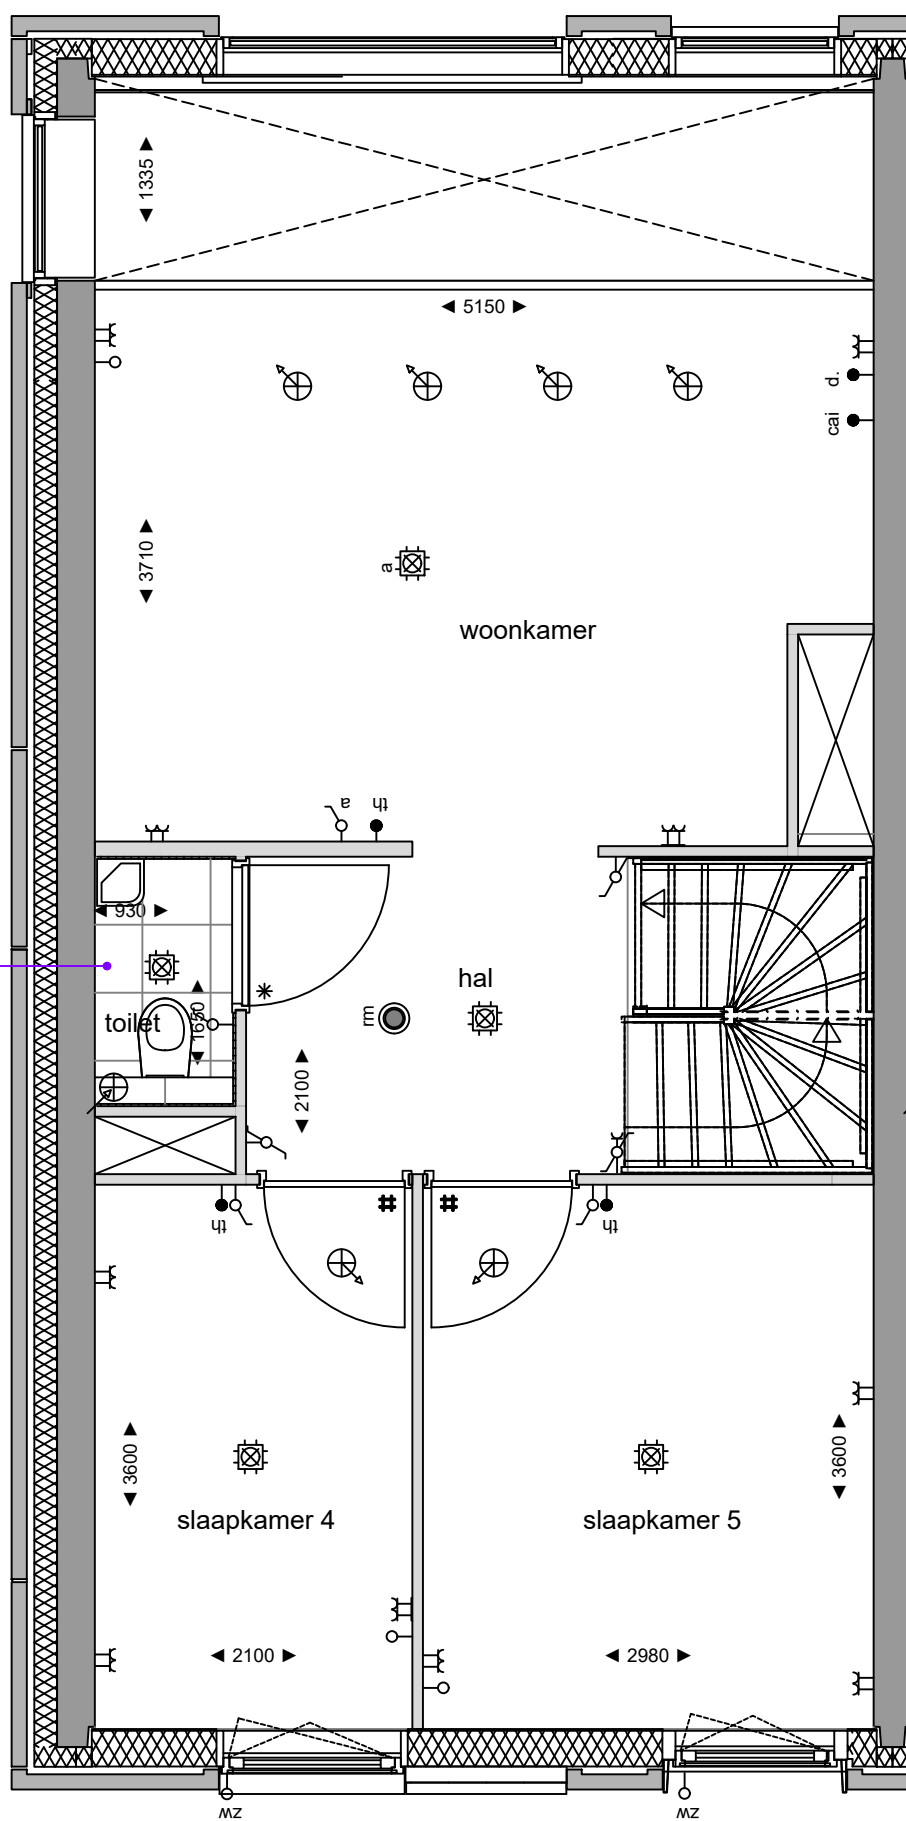 1335
5150
d.
cai
3710
a
woonkamer
a
th
930
hal
toilet
1650
rm
2100
th
th
3600
3600
slaapkamer 4
slaapkamer 5
2100
2980
zw
zw